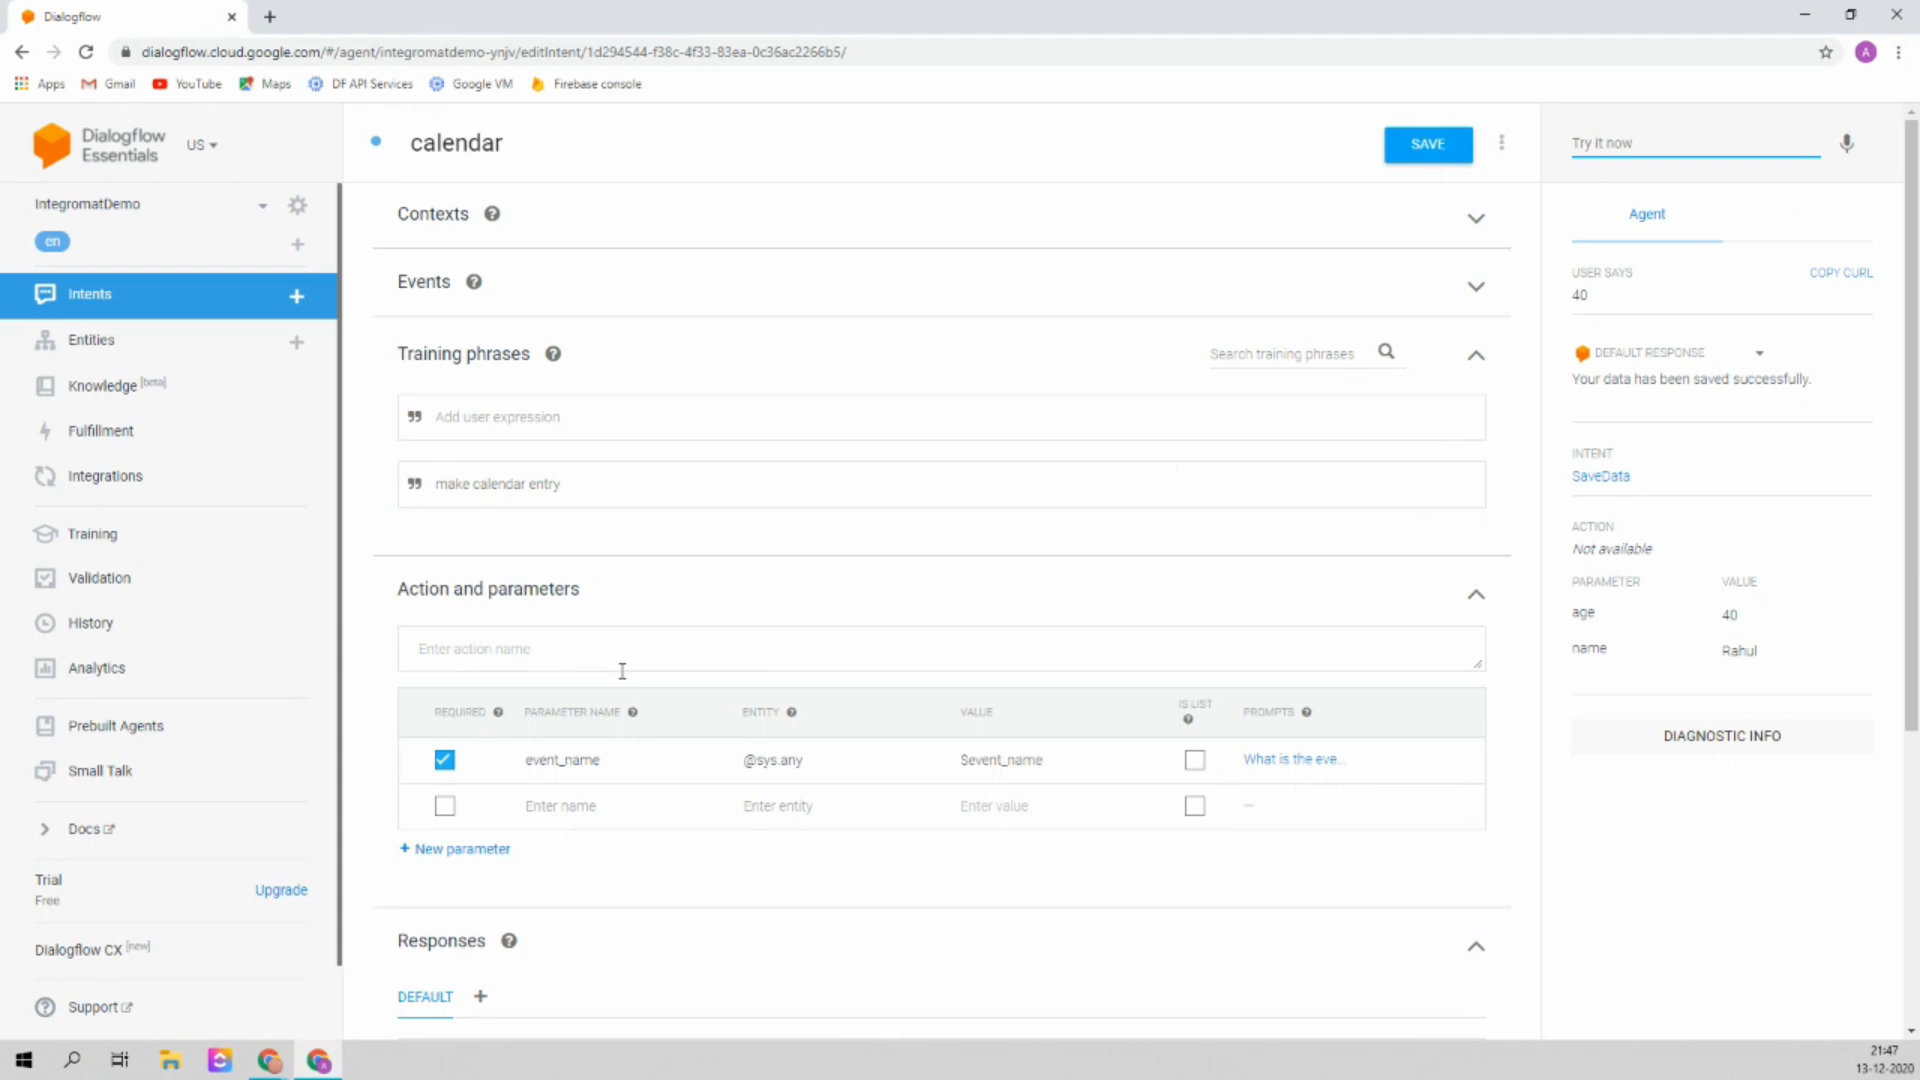 Dialogflow
dialogflow.cloud.google.com/#/agent/integromatdemo-ynjv/editIntent/1d294544-f38c-4f33-83ea-0c36ac2266b5/
A
Apps
Gmail
YouTube
Maps
DF API Services
Google VM
Firebase console
Dialogflow
Essentials
US
calendar
SAVE
Try it now
IntegromatDemo
en
Intents
Entities
Knowledge [beta]
Fulfillment
Integrations
Training
Validation
History
Analytics
Prebuilt Agents
Small Talk
Docs
Trial
Free
Upgrade
Dialogflow CX [new]
Support
Contexts
Events
Training phrases
Search training phrases
Add user expression
make calendar entry
Action and parameters
Enter action name
REQUIRED PARAMETER NAME ENTITY VALUE IS LIST PROMPTS
event_name @sys.any $event_name What is the eve...
Enter name Enter entity Enter value –
+ New parameter
Responses
DEFAULT
Agent
USER SAYS COPY CURL
40
DEFAULT RESPONSE
Your data has been saved successfully.
INTENT
SaveData
ACTION
Not available
PARAMETER VALUE
age 40
name Rahul
DIAGNOSTIC INFO
21:47
13-12-2020